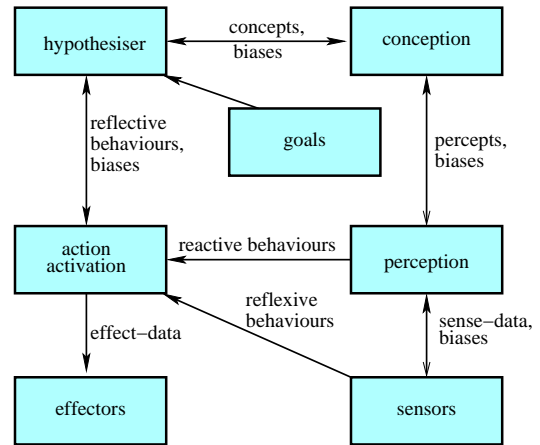 hypothesiser
concepts,
biases
conception
reflective
behaviours,
biases
goals
percepts,
biases
action
activation
reactive behaviours
perception
effect−data
reflexive
behaviours
sense−data,
biases
effectors
sensors